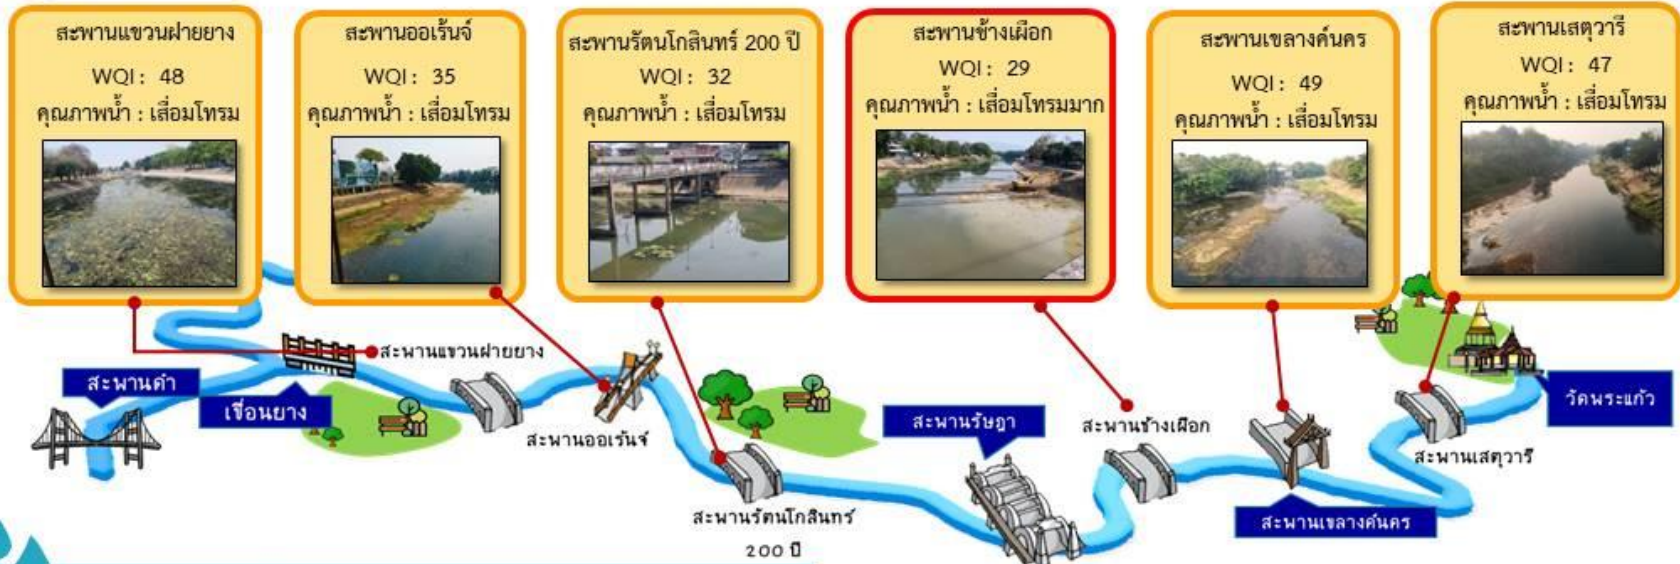 สะพานแขวนฝายยาง
WQI : 48
คุณภาพน้ำ : เสื่อมโทรม
สะพานออเร้นจ์
WQI : 35
คุณภาพน้ำ : เสื่อมโทรม
สะพานรัตนโกสินทร์ 200 ปี
WQI : 32
คุณภาพน้ำ : เสื่อมโทรม
สะพานช้างเผือก
WQI : 29
คุณภาพน้ำ : เสื่อมโทรมมาก
สะพานเขลางค์นคร
WQI : 49
คุณภาพน้ำ : เสื่อมโทรม
สะพานเสตุวารี
WQI : 47
คุณภาพน้ำ : เสื่อมโทรม
สะพานดำ
เขื่อนยาง
สะพานแขวนฝายยาง
สะพานออเร้นจ์
สะพานรัตนโกสินทร์
200 ปี
สะพานรัษฎา
สะพานช้างเผือก
สะพานเขลางค์นคร
สะพานเสตุวารี
วัดพระแก้ว